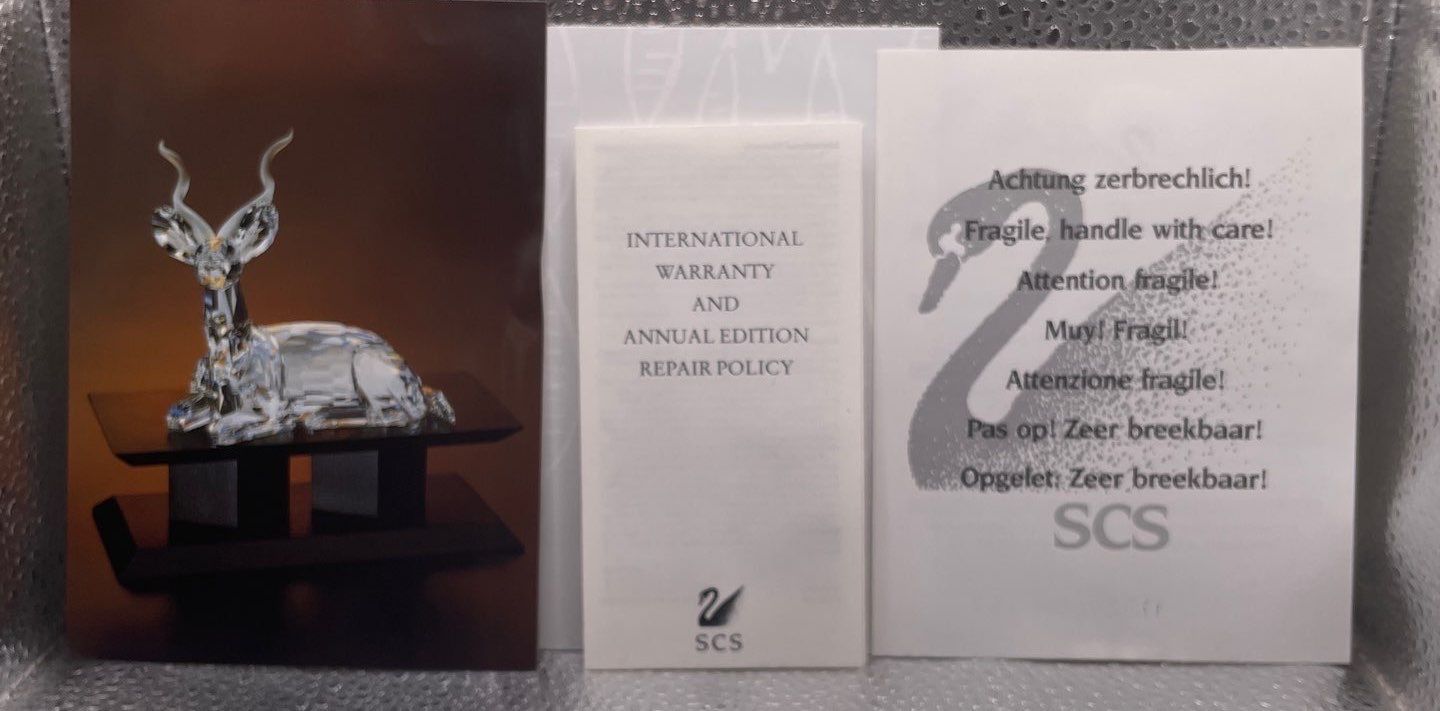 INTERNATIONAL
WARRANTY
AND
ANNUAL EDITION
REPAIR POLICY
SCS
Achtung zerbrechlich!
Fragile, handle with care!
Attention fragile!
Muy! Fragil!
Attenzione fragile!
Pas op! Zeer breekbaar!
Opgelet: Zeer breekbaar!
SCS